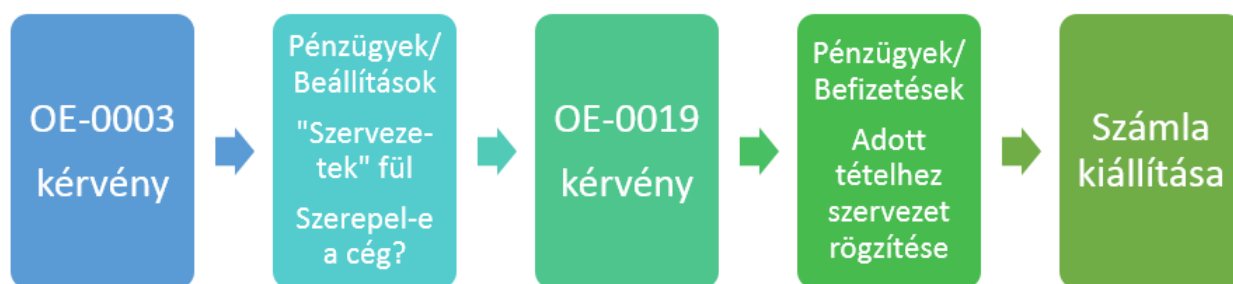 OE-0003
kérvény
Pénzügyek/
Beállítások
"Szerveze-
tek" fül
Szerepel-e
a cég?
OE-0019
kérvény
Pénzügyek/
Befizetések
Adott
tételhez
szervezet
rögzítése
Számla
kiállítása